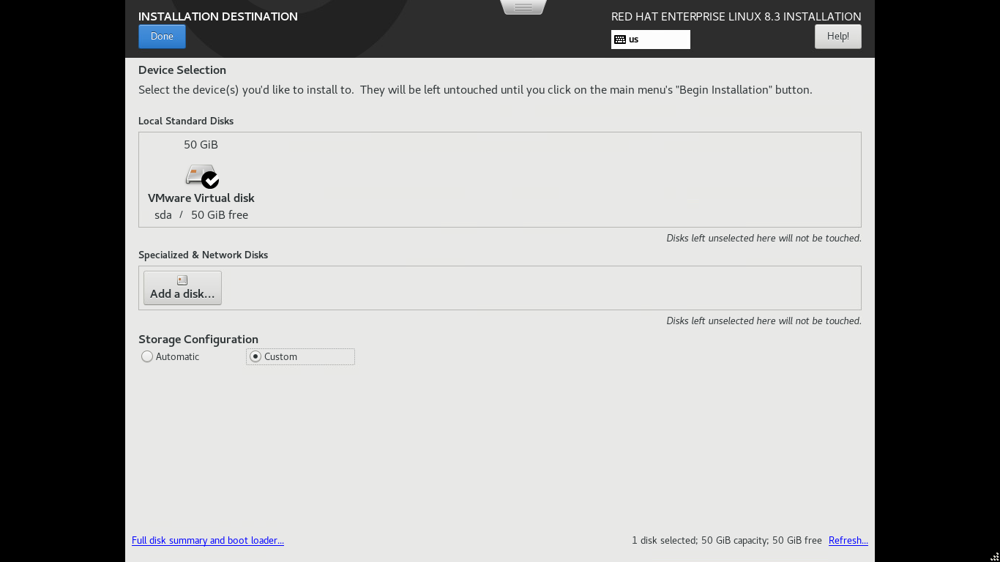 INSTALLATION DESTINATION
RED HAT ENTERPRISE LINUX 8.3 INSTALLATION
Done
us
Help!
Device Selection
Select the device(s) you'd like to install to.  They will be left untouched until you click on the main menu's "Begin Installation" button.
Local Standard Disks
50 GiB
VMware Virtual disk
sda / 50 GiB free
Disks left unselected here will not be touched.
Specialized & Network Disks
Add a disk...
Disks left unselected here will not be touched.
Storage Configuration
Automatic Custom
Full disk summary and boot loader... 1 disk selected; 50 GiB capacity; 50 GiB free Refresh...